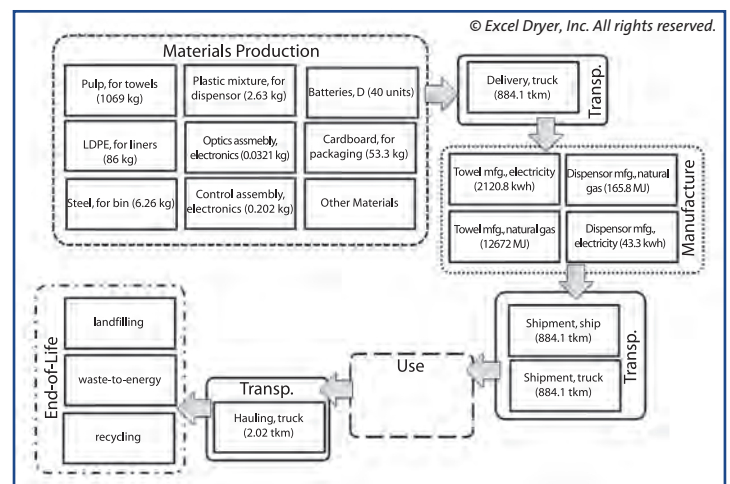 © Excel Dryer, Inc. All rights reserved.
Materials Production
Pulp, for towels
(1069 kg)
Plastic mixture, for
dispensor (2.63 kg)
Batteries, D (40 units)
LDPE, for liners
(86 kg)
Optics assmebly,
electronics (0.0321 kg)
Cardboard, for
packaging (53.3 kg)
Steel, for bin (6.26 kg)
Control assembly,
electronics (0.202 kg)
Other Materials
Delivery, truck
(884.1 tkm)
Transp.
Towel mfg., electricity
(2120.8 kwh)
Dispensor mfg., natural
gas (165.8 MJ)
Towel mfg., natural gas
(12672 MJ)
Dispensor mfg.,
electricity (43.3 kwh)
Manufacture
Shipment, ship
(884.1 tkm)
Shipment, truck
(884.1 tkm)
Transp.
Use
Transp.
Hauling, truck
(2.02 tkm)
End-of-Life
landfilling
waste-to-energy
recycling